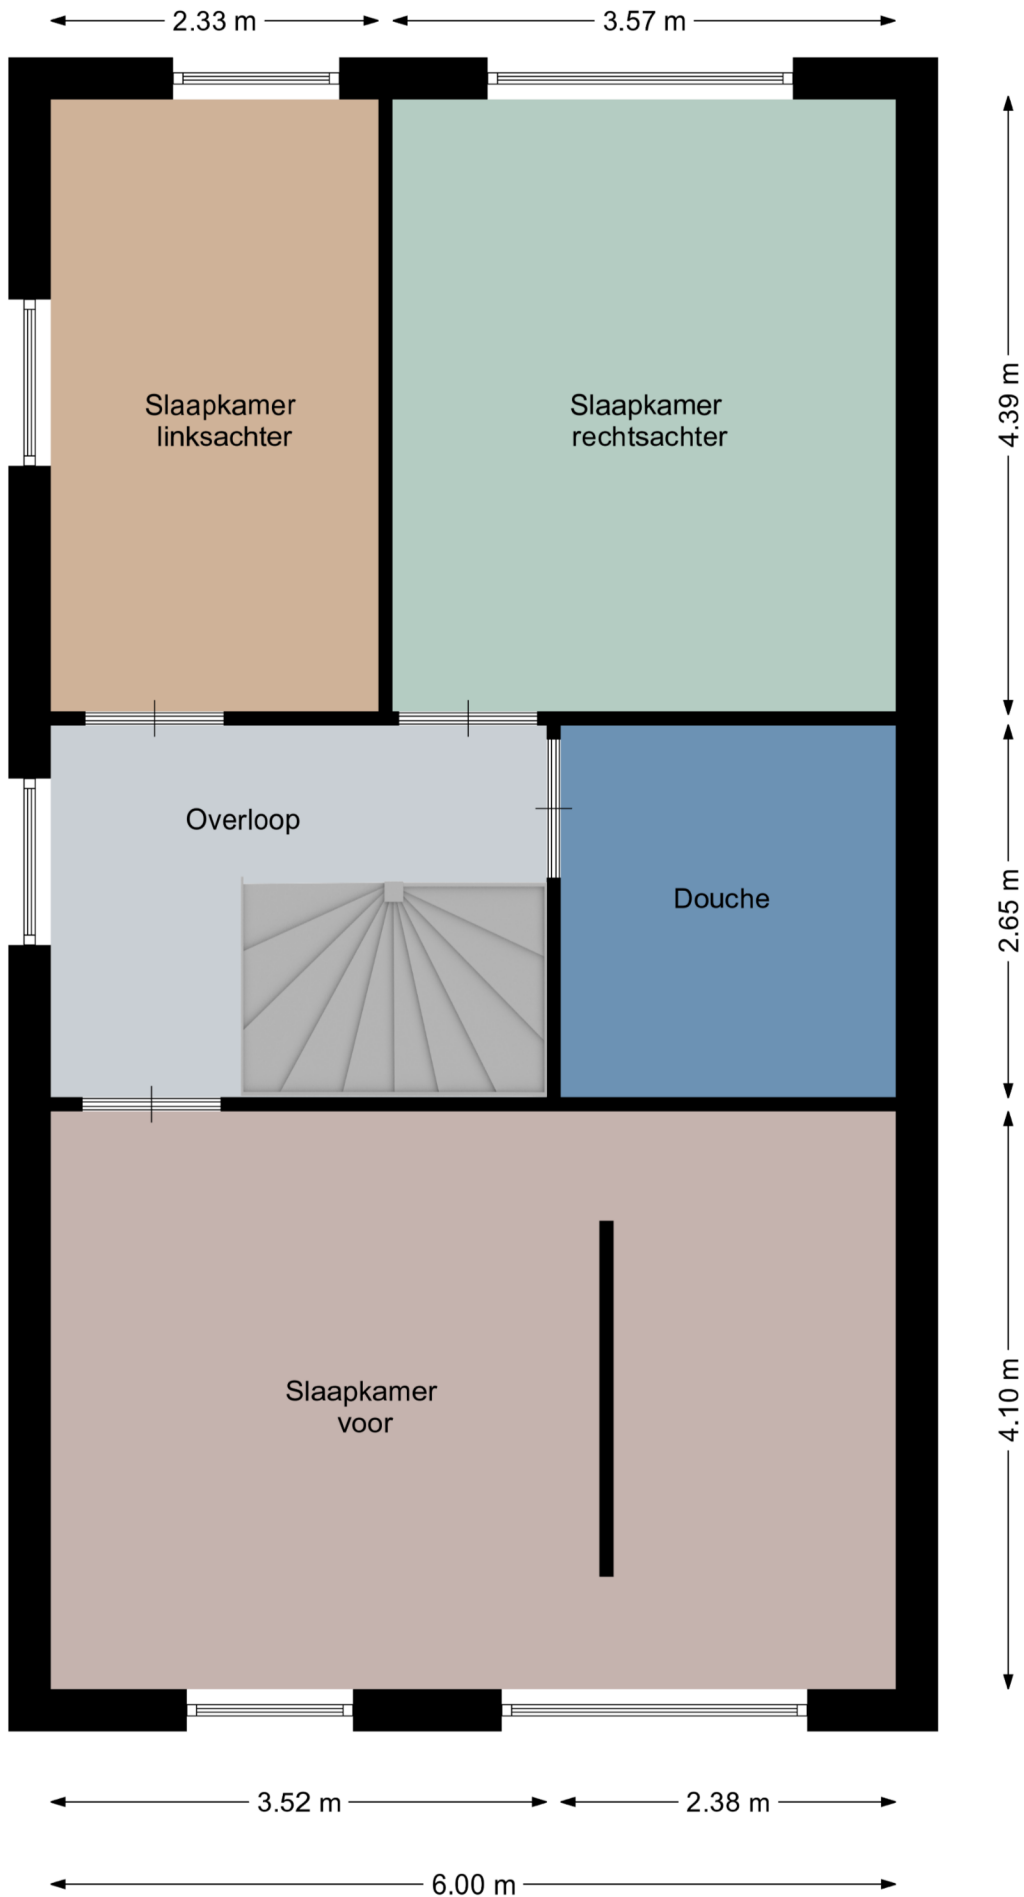 2.33 m
3.57 m
Slaapkamer
linksachter
Slaapkamer
rechtsachter
4.39 m
Overloop
Douche
2.65 m
Slaapkamer
voor
4.10 m
3.52 m
2.38 m
6.00 m